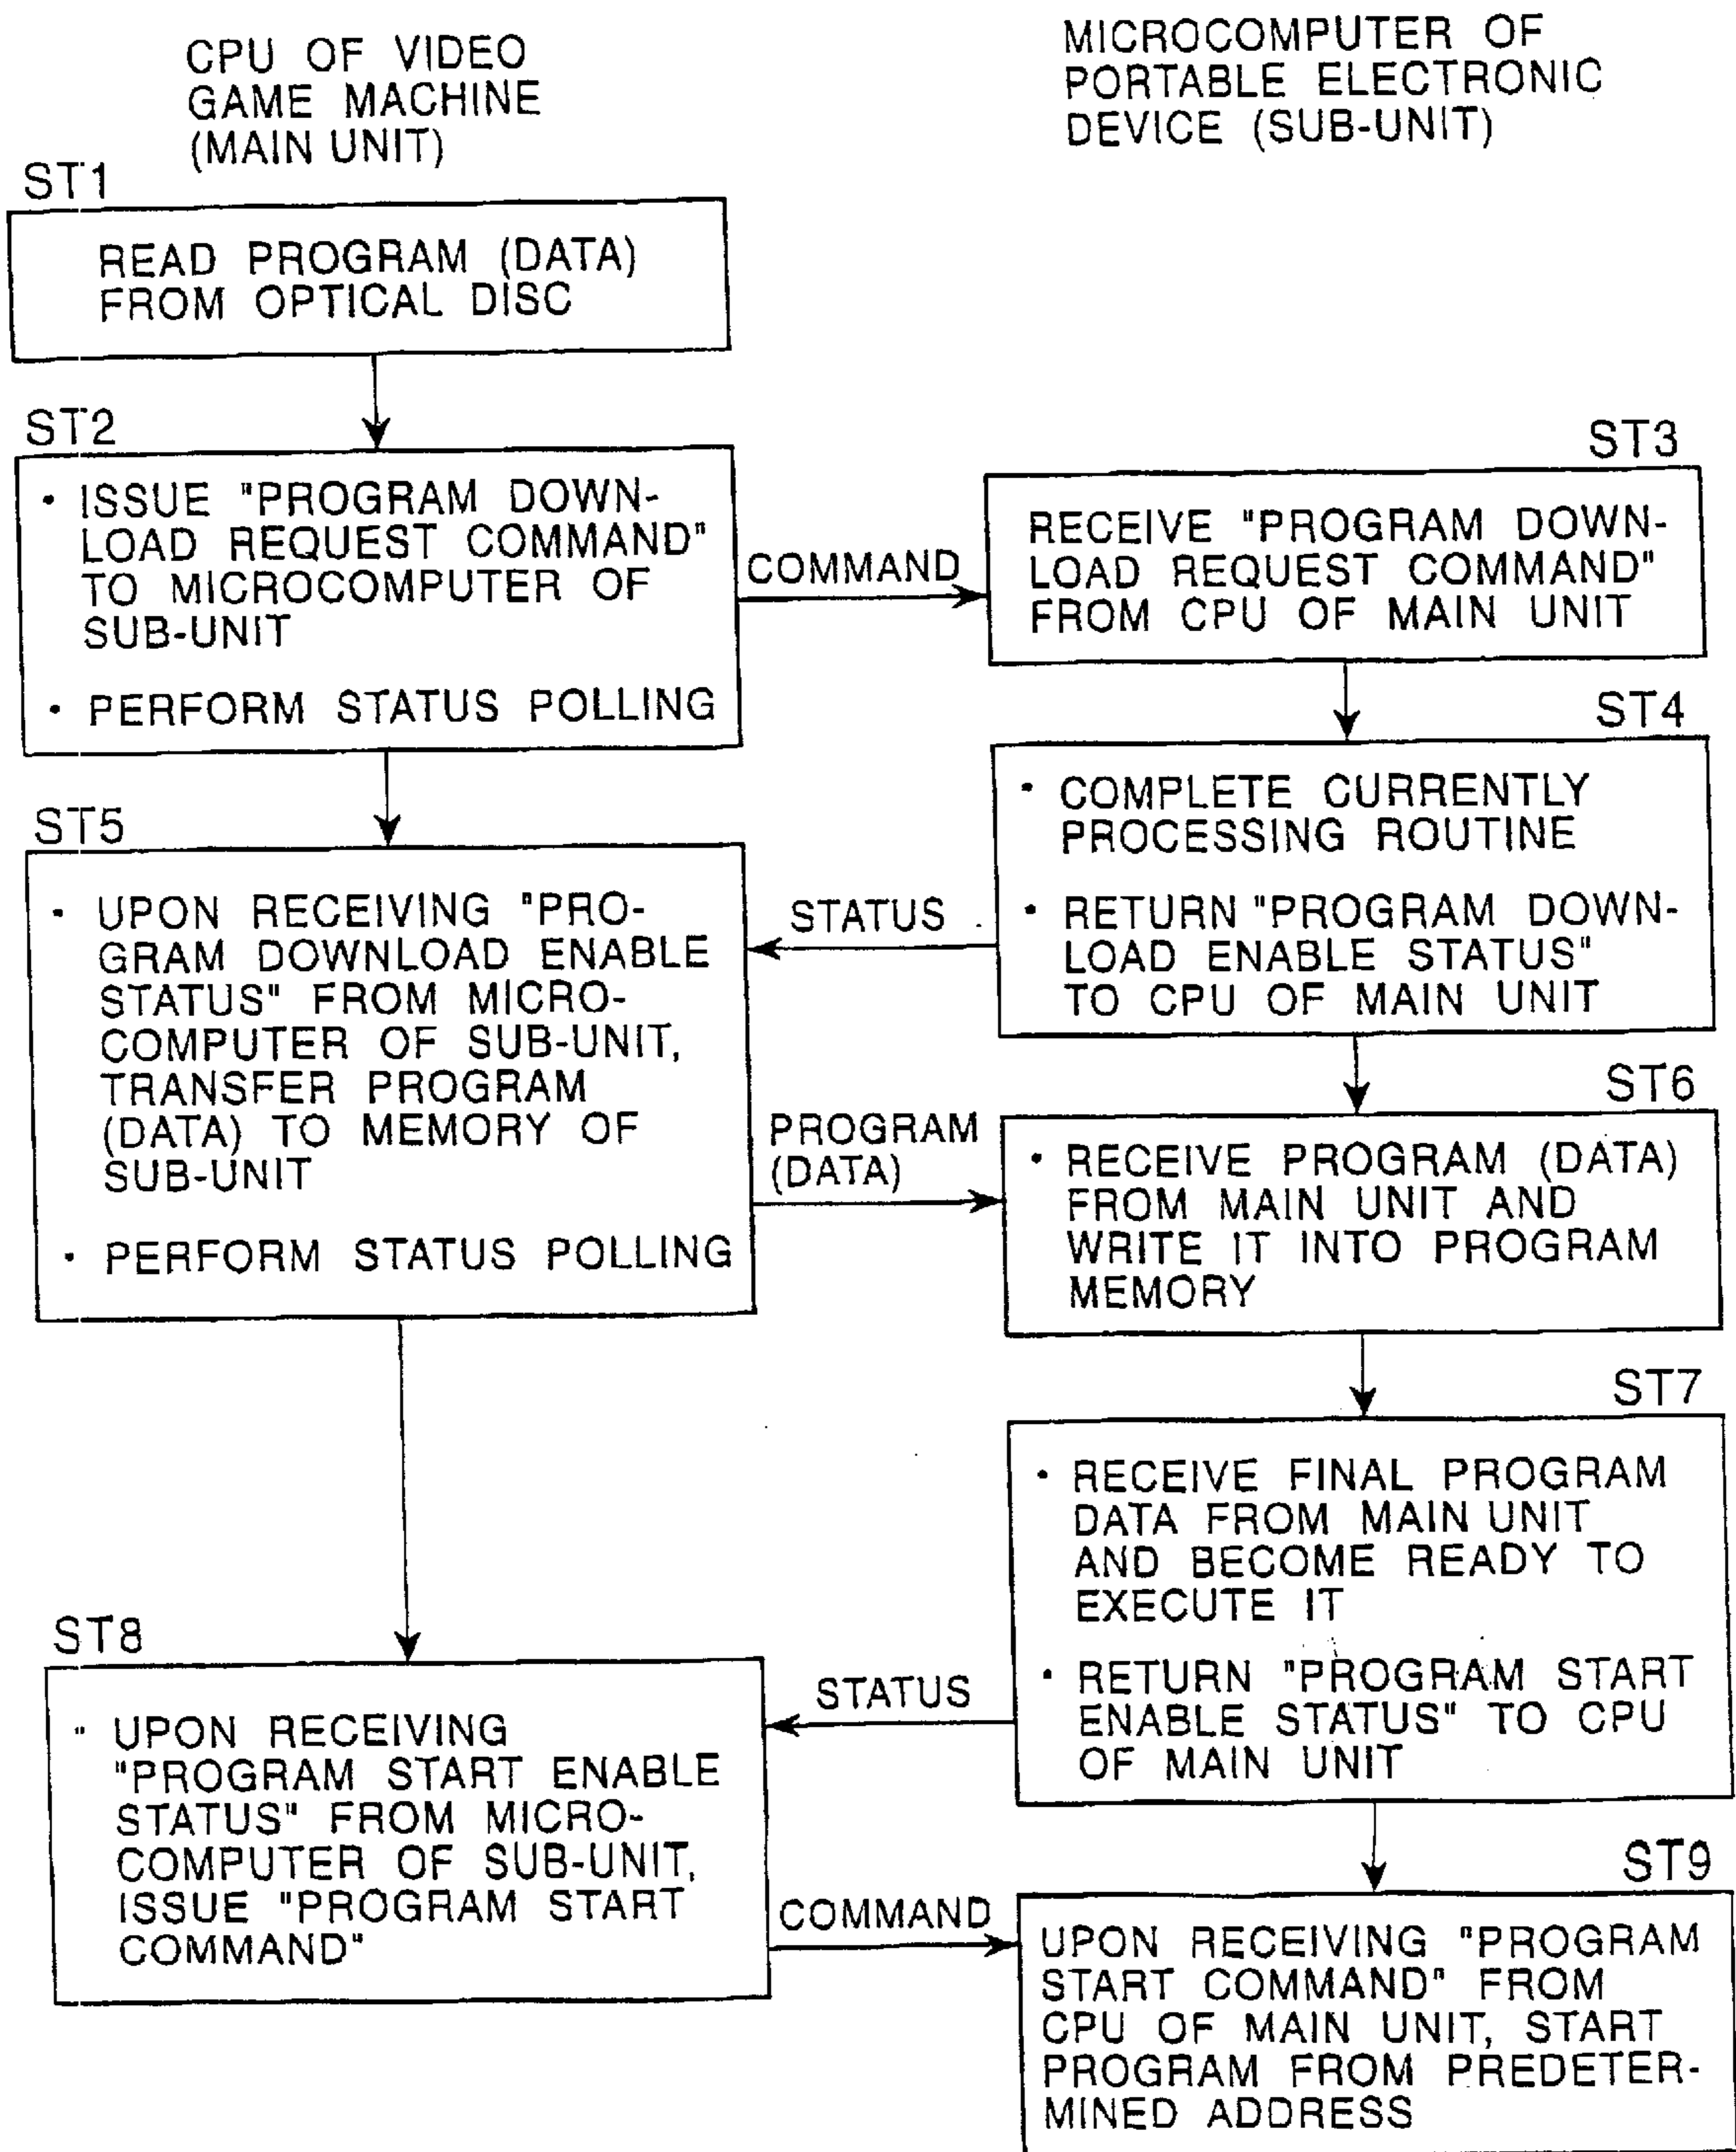 CPU OF VIDEO
GAME MACHINE
(MAIN UNIT)
MICROCOMPUTER OF
PORTABLE ELECTRONIC
DEVICE (SUB-UNIT)
ST1
READ PROGRAM (DATA)
FROM OPTICAL DISC
ST2
· ISSUE "PROGRAM DOWN-
LOAD REQUEST COMMAND"
TO MICROCOMPUTER OF
SUB-UNIT
· PERFORM STATUS POLLING
COMMAND
ST3
RECEIVE "PROGRAM DOWN-
LOAD REQUEST COMMAND"
FROM CPU OF MAIN UNIT
ST4
· COMPLETE CURRENTLY
PROCESSING ROUTINE
· RETURN "PROGRAM DOWN-
LOAD ENABLE STATUS"
TO CPU OF MAIN UNIT
STATUS
ST5
· UPON RECEIVING "PRO-
GRAM DOWNLOAD ENABLE
STATUS" FROM MICRO-
COMPUTER OF SUB-UNIT,
TRANSFER PROGRAM
(DATA) TO MEMORY OF
SUB-UNIT
· PERFORM STATUS POLLING
PROGRAM
(DATA)
ST6
· RECEIVE PROGRAM (DATA)
FROM MAIN UNIT AND
WRITE IT INTO PROGRAM
MEMORY
ST7
· RECEIVE FINAL PROGRAM
DATA FROM MAIN UNIT
AND BECOME READY TO
EXECUTE IT
· RETURN "PROGRAM START
ENABLE STATUS" TO CPU
OF MAIN UNIT
STATUS
ST8
" UPON RECEIVING
"PROGRAM START ENABLE
STATUS" FROM MICRO-
COMPUTER OF SUB-UNIT,
ISSUE "PROGRAM START
COMMAND"
COMMAND
ST9
UPON RECEIVING "PROGRAM
START COMMAND" FROM
CPU OF MAIN UNIT, START
PROGRAM FROM PREDETER-
MINED ADDRESS